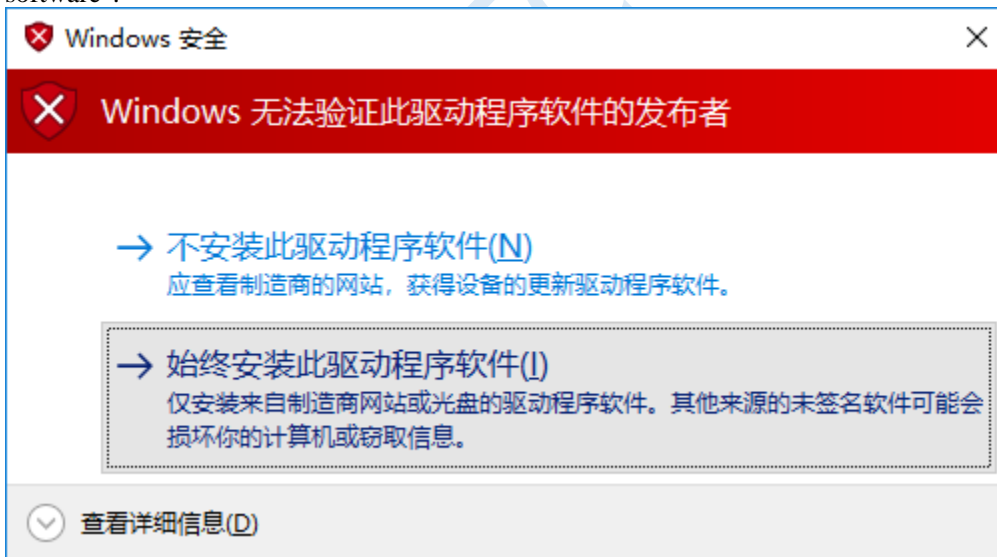 Windows 安全
Windows 无法验证此驱动程序软件的发布者
→ 不安装此驱动程序软件(N)
应查看制造商的网站，获得设备的更新驱动程序软件。
→ 始终安装此驱动程序软件(I)
仅安装来自制造商网站或光盘的驱动程序软件。其他来源的未签名软件可能会
损坏你的计算机或窃取信息。
查看详细信息(D)